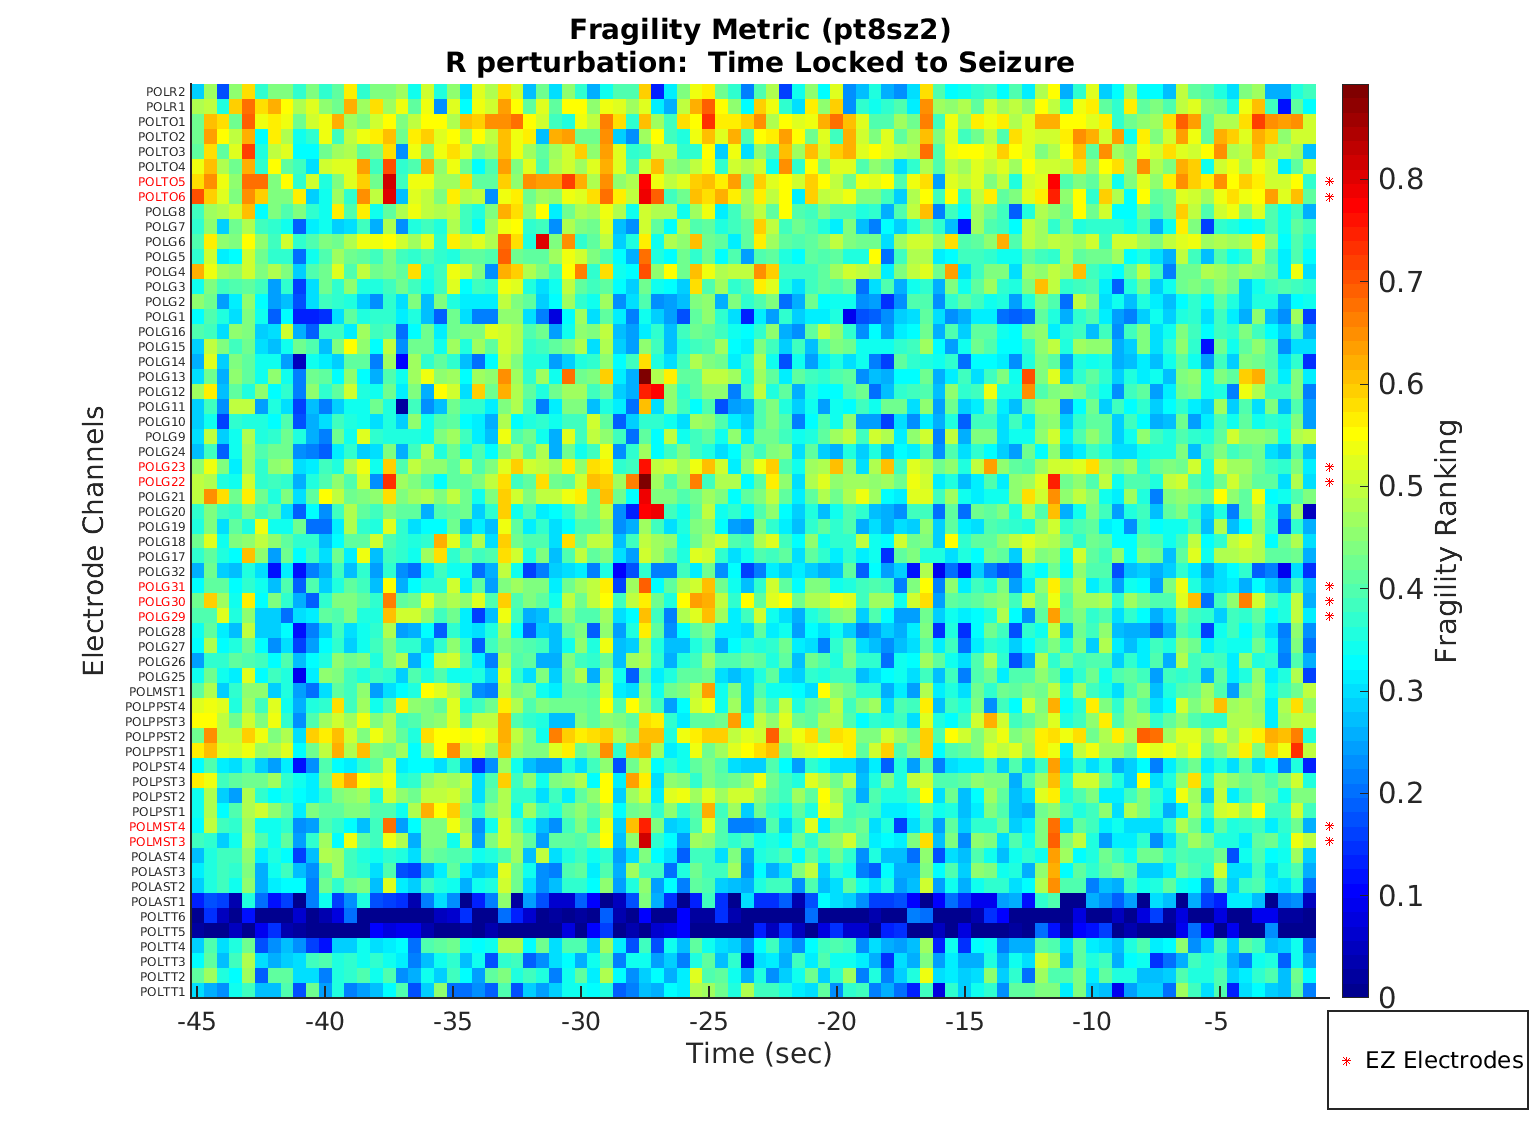 Fragility Metric (pt8sz2)
R perturbation:  Time Locked to Seizure
Electrode Channels
POLR2
POLR1
POLTO1
POLTO2
POLTO3
POLTO4
POLTO5
POLTO6
POLG8
POLG7
POLG6
POLG5
POLG4
POLG3
POLG2
POLG1
POLG16
POLG15
POLG14
POLG13
POLG12
POLG11
POLG10
POLG9
POLG24
POLG23
POLG22
POLG21
POLG20
POLG19
POLG18
POLG17
POLG32
POLG31
POLG30
POLG29
POLG28
POLG27
POLG26
POLG25
POLMST1
POLPPST4
POLPPST3
POLPPST2
POLPPST1
POLPST4
POLPST3
POLPST2
POLPST1
POLMST4
POLMST3
POLAST4
POLAST3
POLAST2
POLAST1
POLTT6
POLTT5
POLTT4
POLTT3
POLTT2
POLTT1
-45 -40 -35 -30 -25 -20 -15 -10 -5
Time (sec)
0.8
0.7
0.6
0.5
0.4
0.3
0.2
0.1
0
Fragility Ranking
EZ Electrodes